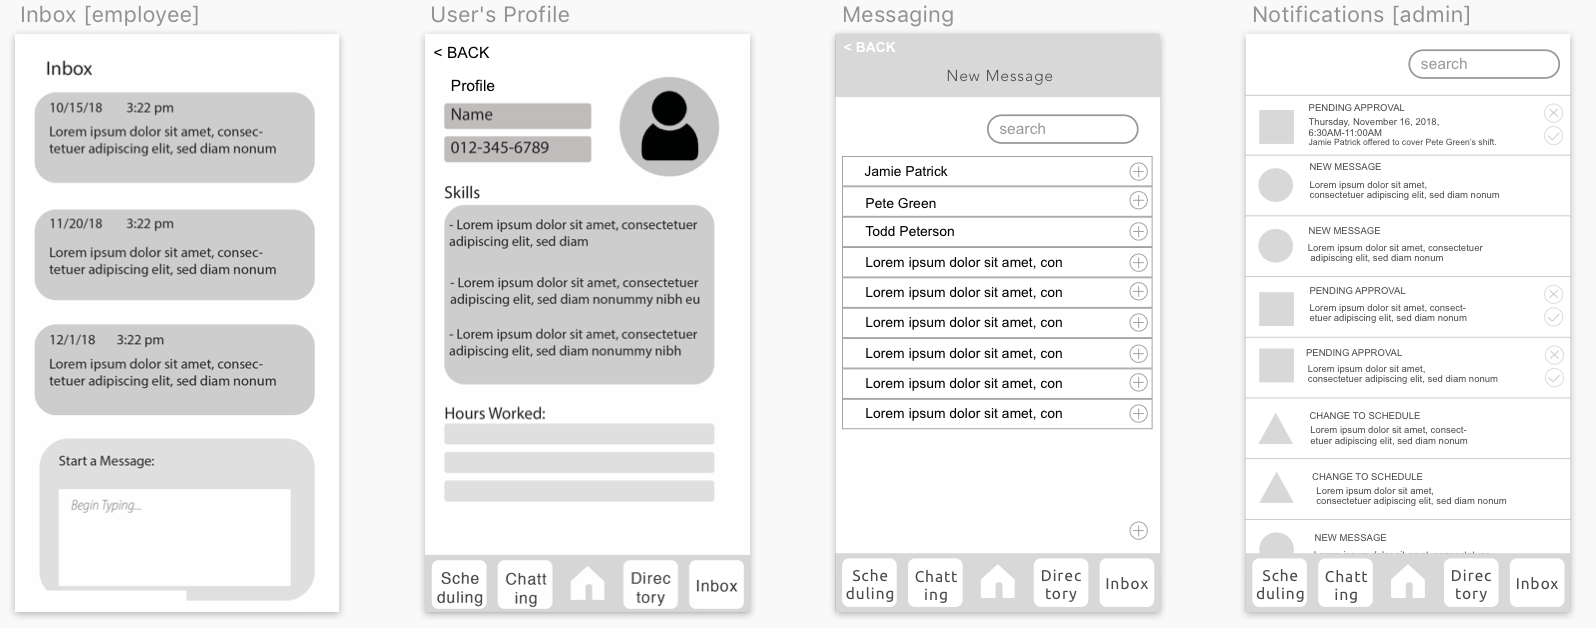 Inbox [employee]
Inbox
10/15/18 3:22 pm
Lorem ipsum dolor sit amet, consec-
tetuer adipiscing elit, sed diam nonum
11/20/18 3:22 pm
Lorem ipsum dolor sit amet, consec-
tetuer adipiscing elit, sed diam nonum
12/1/18 3:22 pm
Lorem ipsum dolor sit amet, consec-
tetuer adipiscing elit, sed diam nonum
Start a Message:
Begin Typing...
User's Profile
< BACK
Profile
Name
012-345-6789
Skills
- Lorem ipsum dolor sit amet, consectetuer
adipiscing elit, sed diam
- Lorem ipsum dolor sit amet, consectetuer
adipiscing elit, sed diam nonummy nibh eu
- Lorem ipsum dolor sit amet, consectetuer
adipiscing elit, sed diam nonummy nibh
Hours Worked:
Sche
duling
Chatt
ing
Direc
tory
Inbox
Messaging
< BACK
New Message
search
Jamie Patrick
Pete Green
Todd Peterson
Lorem ipsum dolor sit amet, con
Lorem ipsum dolor sit amet, con
Lorem ipsum dolor sit amet, con
Lorem ipsum dolor sit amet, con
Lorem ipsum dolor sit amet, con
Lorem ipsum dolor sit amet, con
Sche
duling
Chatt
ing
Direc
tory
Inbox
Notifications [admin]
search
PENDING APPROVAL
Thursday, November 16, 2018,
6:30AM-11:00AM
Jamie Patrick offered to cover Pete Green's shift.
NEW MESSAGE
Lorem ipsum dolor sit amet,
consectetuer adipiscing elit, sed diam nonum
NEW MESSAGE
Lorem ipsum dolor sit amet, consectetuer
adipiscing elit, sed diam nonum
PENDING APPROVAL
Lorem ipsum dolor sit amet, consect-
etuer adipiscing elit, sed diam nonum
PENDING APPROVAL
Lorem ipsum dolor sit amet,
consectetuer adipiscing elit, sed diam nonum
CHANGE TO SCHEDULE
Lorem ipsum dolor sit amet, consect-
etuer adipiscing elit, sed diam nonum
CHANGE TO SCHEDULE
Lorem ipsum dolor sit amet,
consectetuer adipiscing elit, sed diam nonum
NEW MESSAGE
Sche
duling
Chatt
ing
Direc
tory
Inbox